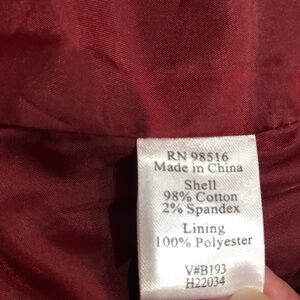 RN 98516
Made in China
Shell
98% Cotton
2% Spandex
Lining
100% Polyester
V#B193
H22034